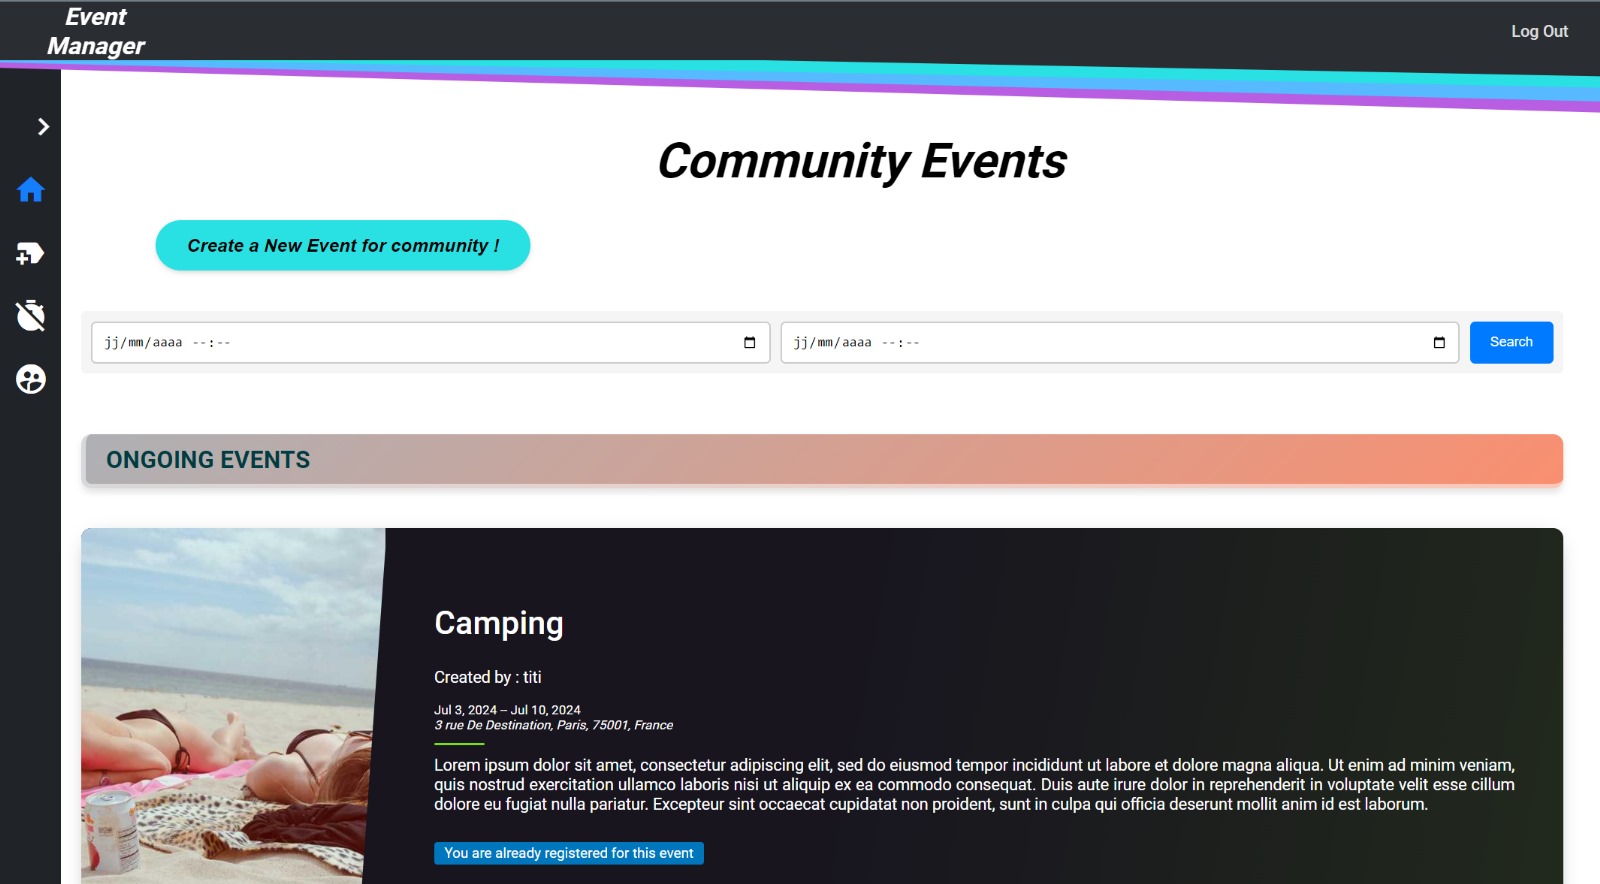 Event
Manager
Log Out
Community Events
Create a New Event for community !
jj/mm/aaaa --:--
jj/mm/aaaa --:--
Search
ONGOING EVENTS
Camping
Created by : titi
Jul 3, 2024 – Jul 10, 2024
3 rue De Destination, Paris, 75001, France
Lorem ipsum dolor sit amet, consectetur adipiscing elit, sed do eiusmod tempor incididunt ut labore et dolore magna aliqua. Ut enim ad minim veniam,
quis nostrud exercitation ullamco laboris nisi ut aliquip ex ea commodo consequat. Duis aute irure dolor in reprehenderit in voluptate velit esse cillum
dolore eu fugiat nulla pariatur. Excepteur sint occaecat cupidatat non proident, sunt in culpa qui officia deserunt mollit anim id est laborum.
You are already registered for this event